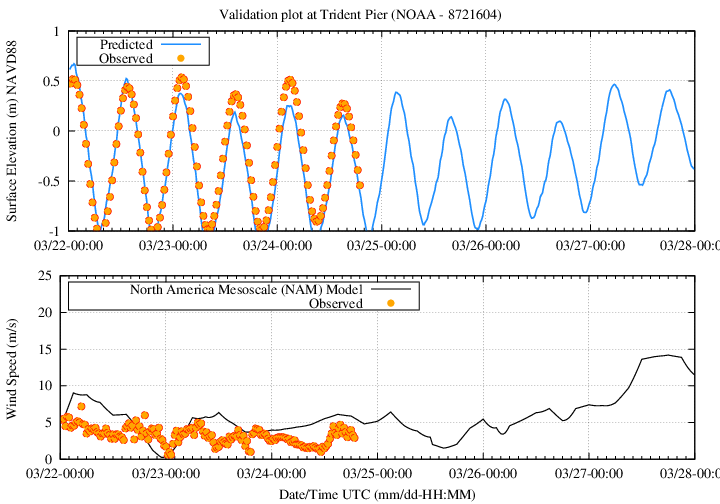 Validation plot at Trident Pier (NOAA - 8721604)
Surface Elevation (m) NAVD88
Predicted
Observed
1
0.5
0
-0.5
-1
03/22-00:00 03/23-00:00 03/24-00:00 03/25-00:00 03/26-00:00 03/27-00:00 03/28-00:00
Wind Speed (m/s)
North America Mesoscale (NAM) Model
Observed
25
20
15
10
5
0
03/22-00:00 03/23-00:00 03/24-00:00 03/25-00:00 03/26-00:00 03/27-00:00 03/28-00:00
Date/Time UTC (mm/dd-HH:MM)